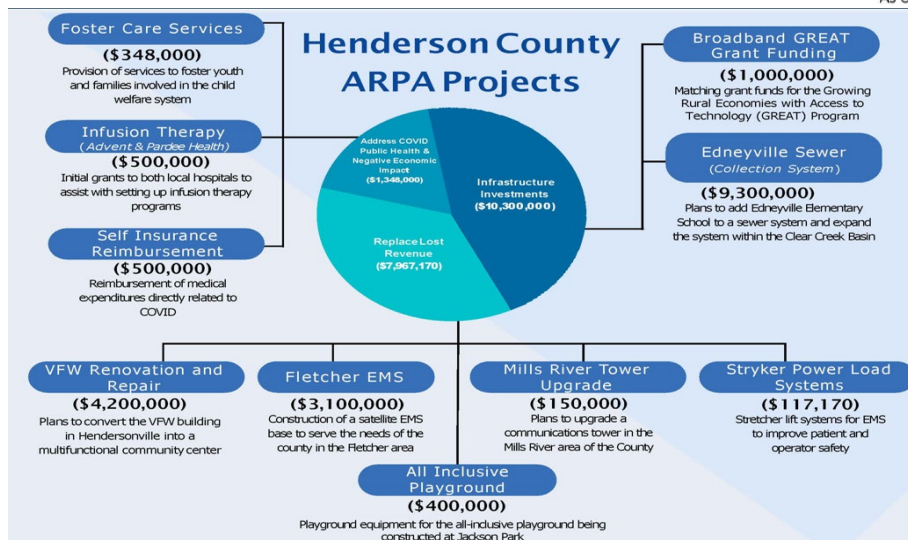 Henderson County
ARPA Projects
Foster Care Services
($348,000)
Provision of services to foster youth
and families involved in the child
welfare system
Infusion Therapy
(Advent & Pardee Health)
($500,000)
Initial grants to both local hospitals to
assist with setting up infusion therapy
programs
Self Insurance
Reimbursement
($500,000)
Reimbursement of medical
expenditures directly related to
COVID
Address COVID
Public Health &
Negative Economic
Impact
($1,348,000)
Infrastructure
Investments
($10,300,000)
Replace Lost
Revenue
($7,967,170)
Broadband GREAT
Grant Funding
($1,000,000)
Matching grant funds for the Growing
Rural Economies with Access to
Technology (GREAT) Program
Edneyville Sewer
(Collection System)
($9,300,000)
Plans to add Edneyville Elementary
School to a sewer system and expand
the system within the Clear Creek Basin
VFW Renovation and
Repair
($4,200,000)
Plans to convert the VFW building
in Hendersonville into a
multifunctional community center
Fletcher EMS
($3,100,000)
Construction of a satellite EMS
base to serve the needs of the
county in the Fletcher area
Mills River Tower
Upgrade
($150,000)
Plans to upgrade a
communications tower in the
Mills River area of the County
Stryker Power Load
Systems
($117,170)
Stretcher lift systems for EMS
to improve patient and
operator safety
All Inclusive
Playground
($400,000)
Playground equipment for the all-inclusive playground being
constructed at Jackson Park